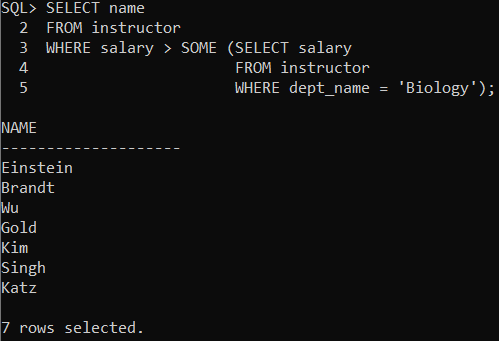 SQL> SELECT name
  2  FROM instructor
  3  WHERE salary > SOME (SELECT salary
  4                       FROM instructor
  5                       WHERE dept_name = 'Biology');

NAME
--------------------
Einstein
Brandt
Wu
Gold
Kim
Singh
Katz

7 rows selected.